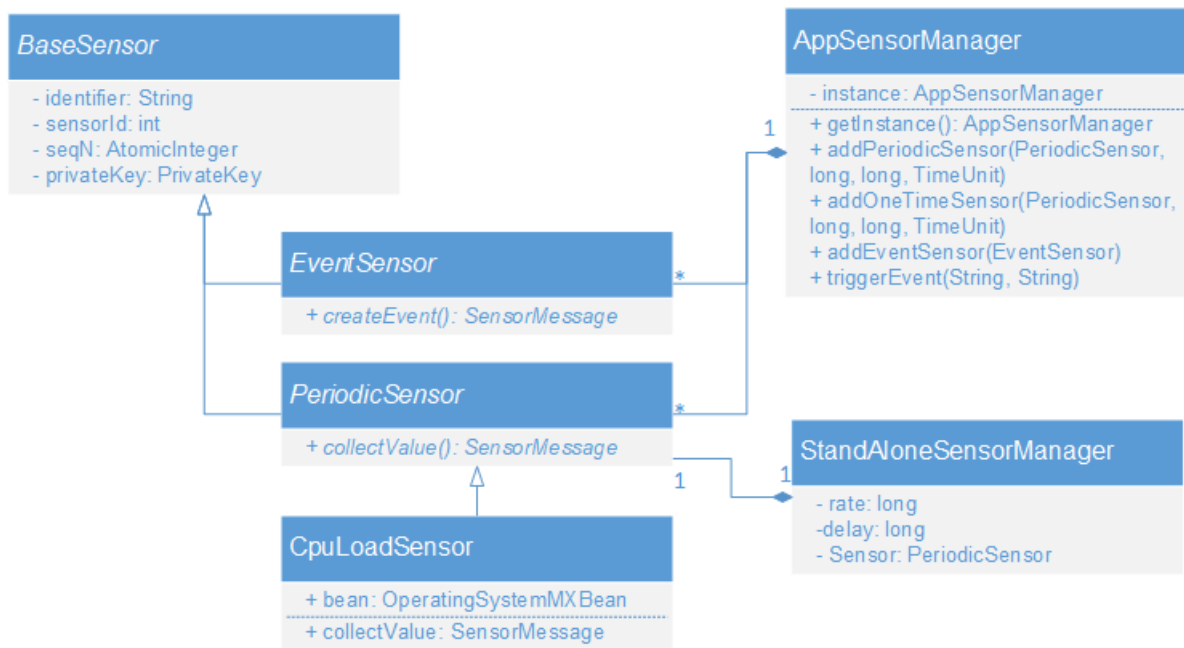 BaseSensor
- identifier: String
- sensorId: int
- seqN: AtomicInteger
- privateKey: PrivateKey
AppSensorManager
- instance: AppSensorManager
+ getInstance(): AppSensorManager
+ addPeriodicSensor(PeriodicSensor,
long, long, TimeUnit)
+ addOneTimeSensor(PeriodicSensor,
long, long, TimeUnit)
+ addEventSensor(EventSensor)
+ triggerEvent(String, String)
1
EventSensor
+ createEvent(): SensorMessage
*
PeriodicSensor
+ collectValue(): SensorMessage
*
1
1
StandAloneSensorManager
- rate: long
-delay: long
- Sensor: PeriodicSensor
CpuLoadSensor
+ bean: OperatingSystemMXBean
+ collectValue: SensorMessage